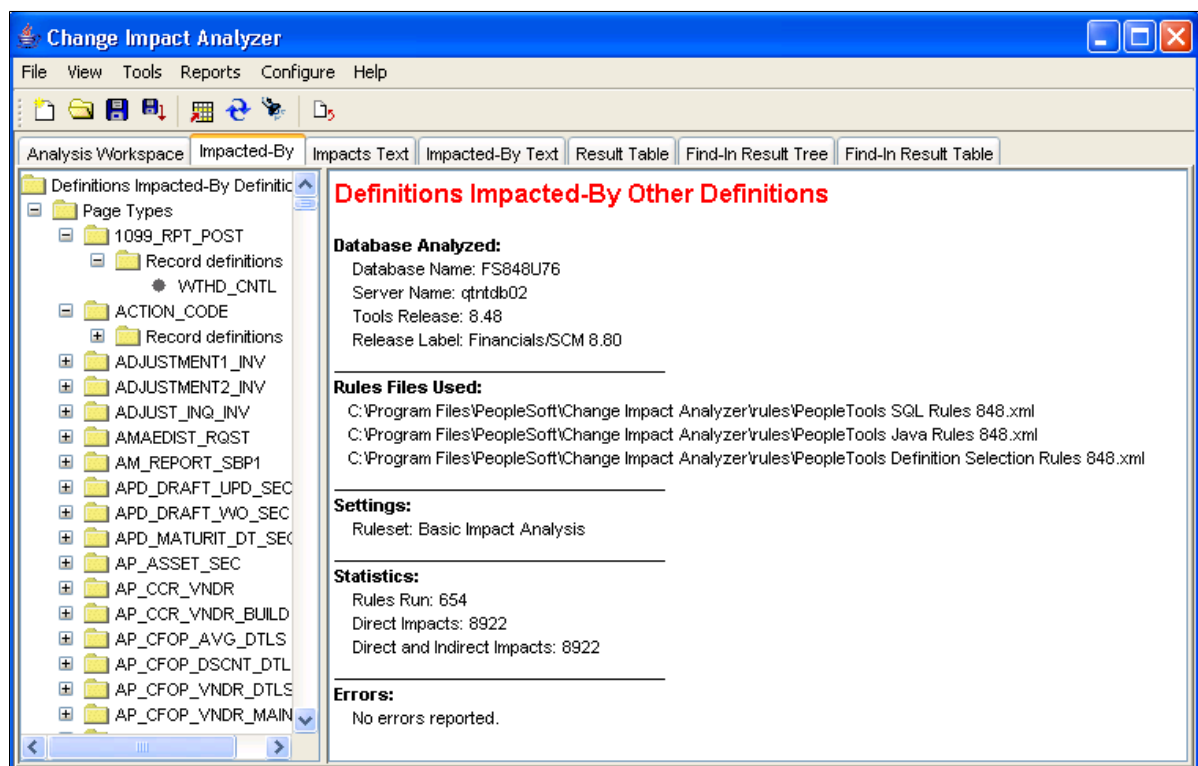 Change Impact Analyzer
File View Tools Reports Configure Help
Analysis Workspace Impacted-By Impacts Text Impacted-By Text Result Table Find-In Result Tree Find-In Result Table
Definitions Impacted-By Definitic
Page Types
1099_RPT_POST
Record definitions
WTHD_CNTL
ACTION_CODE
Record definitions
ADJUSTMENT1_INV
ADJUSTMENT2_INV
ADJUST_INQ_INV
AMAEDIST_RQST
AM_REPORT_SBP1
APD_DRAFT_UPD_SEC
APD_DRAFT_WO_SEC
APD_MATURIT_DT_SEC
AP_ASSET_SEC
AP_CCR_VNDR
AP_CCR_VNDR_BUILD
AP_CFOP_AVG_DTLS
AP_CFOP_DSCNT_DTL
AP_CFOP_VNDR_DTLS
AP_CFOP_VNDR_MAIN
Definitions Impacted-By Other Definitions
Database Analyzed:
Database Name: FS848U76
Server Name: qtntdb02
Tools Release: 8.48
Release Label: Financials/SCM 8.80
Rules Files Used:
C:\Program Files\PeopleSoft\Change Impact Analyzer\rules\PeopleTools SQL Rules 848.xml
C:\Program Files\PeopleSoft\Change Impact Analyzer\rules\PeopleTools Java Rules 848.xml
C:\Program Files\PeopleSoft\Change Impact Analyzer\rules\PeopleTools Definition Selection Rules 848.xml
Settings:
Ruleset: Basic Impact Analysis
Statistics:
Rules Run: 654
Direct Impacts: 8922
Direct and Indirect Impacts: 8922
Errors:
No errors reported.